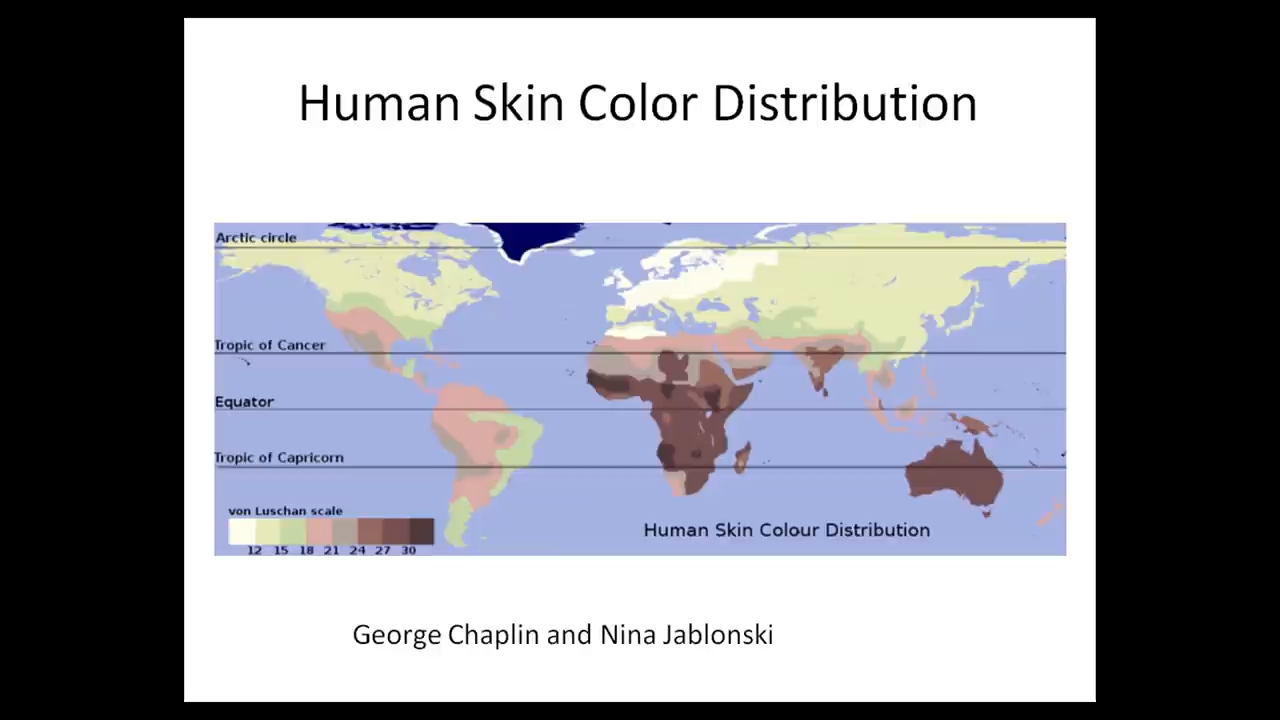 Human Skin Color Distribution
Arctic circle
Tropic of Cancer
Equator
Tropic of Capricorn
von Luschan scale
12 15 18 21 24 27 30
Human Skin Colour Distribution
George Chaplin and Nina Jablonski